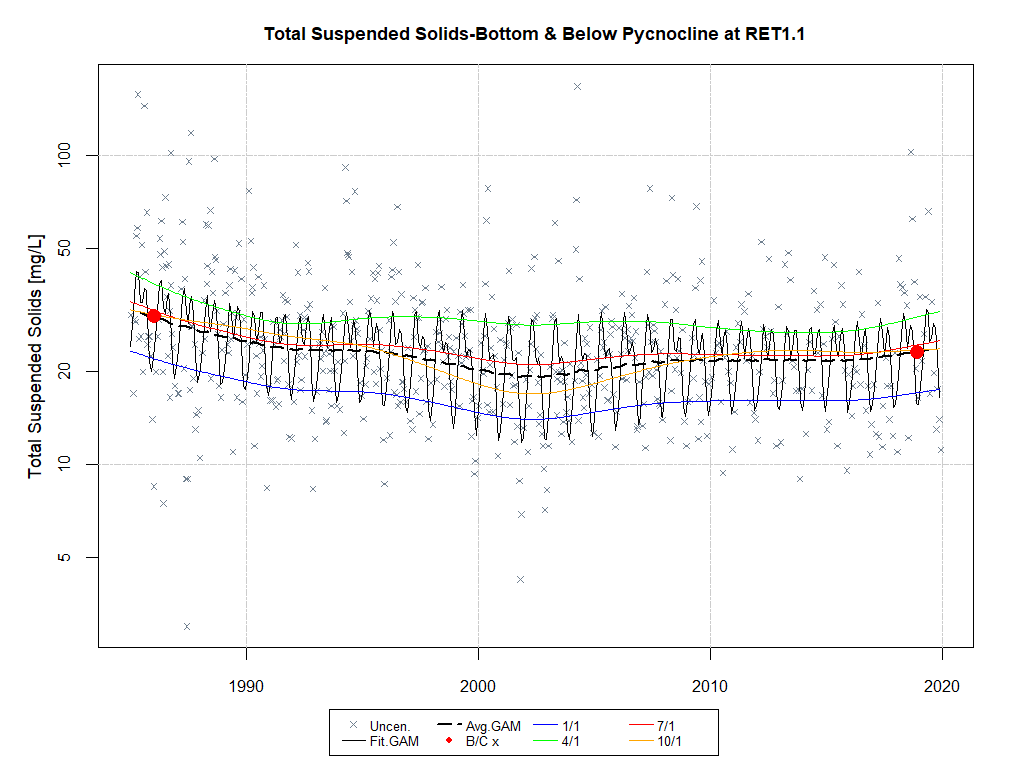 Total Suspended Solids-Bottom & Below Pycnocline at RET1.1
Total Suspended Solids [mg/L]
100
50
20
10
5
1990 2000 2010 2020
Uncen. Avg.GAM 1/1 7/1
Fit.GAM B/C x 4/1 10/1